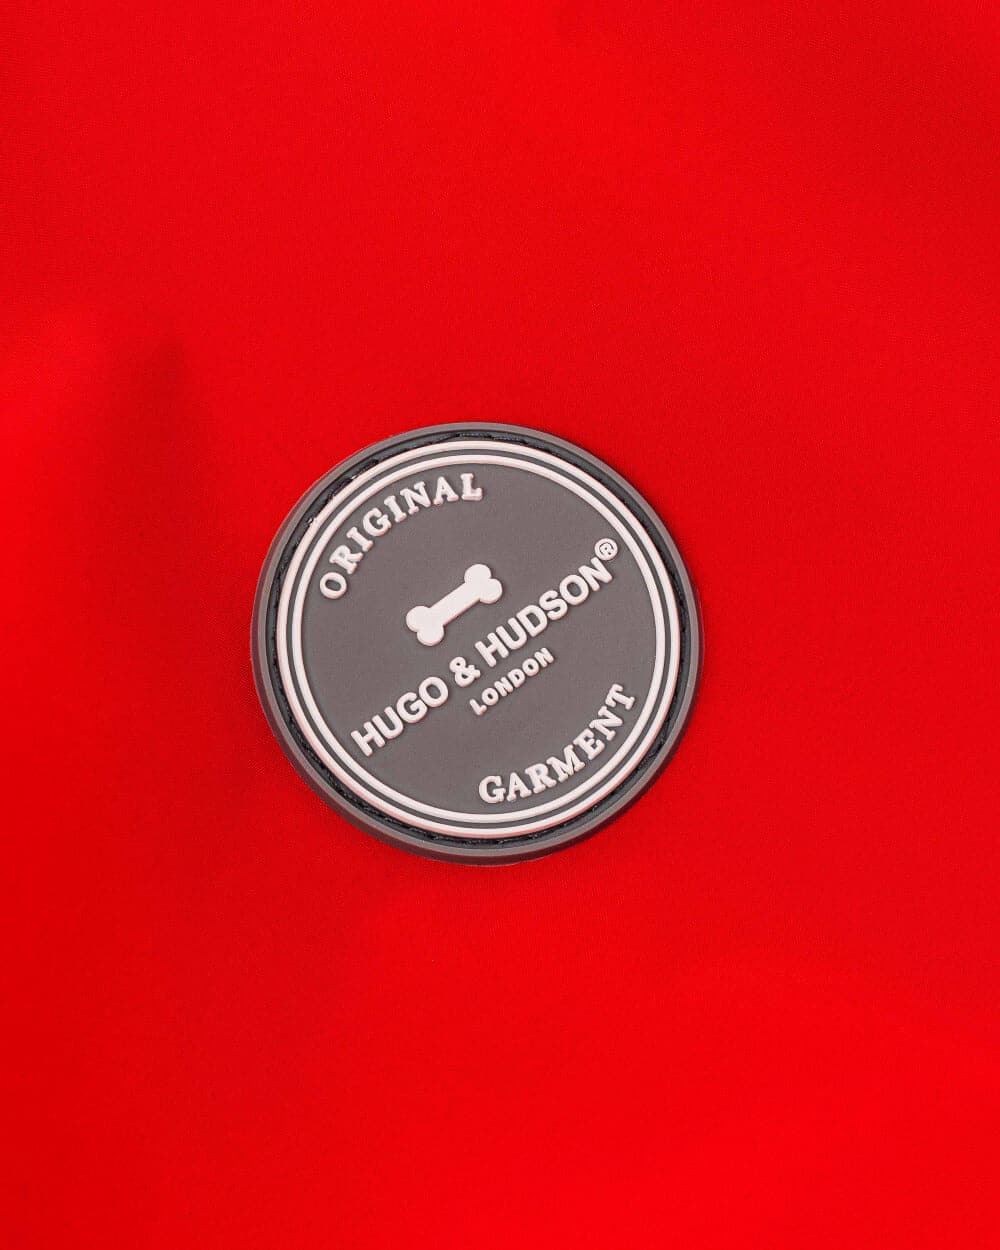 ORIGINAL
HUGO & HUDSON®
LONDON
GARMENT